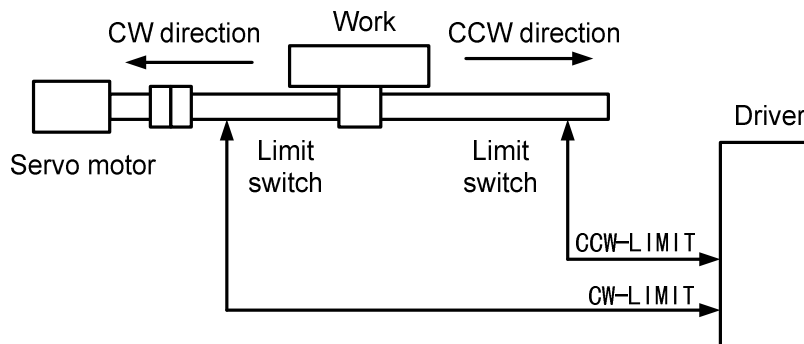 CW direction
Work
CCW direction
Servo motor
Limit
switch
Limit
switch
Driver
CCW-LIMIT
CW-LIMIT